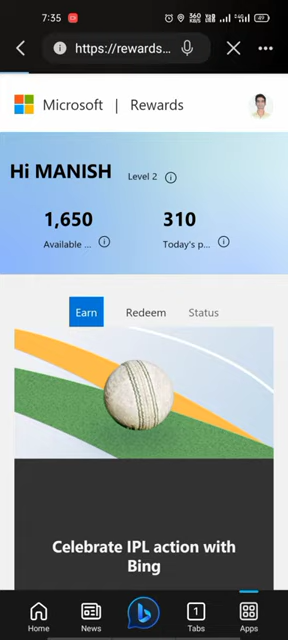 7:35
https://rewards...
Microsoft | Rewards
Hi MANISH
Level 2
1,650
310
Available ...
Today's p...
Earn
Redeem
Status
Celebrate IPL action with
Bing
1
Home
News
Tabs
Apps